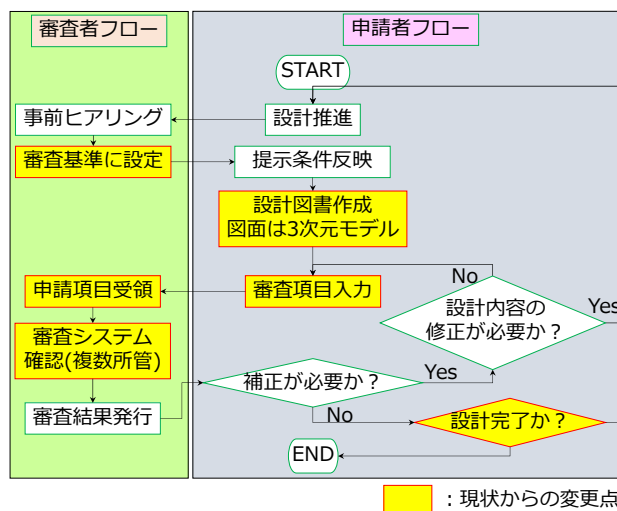 審査者フロー
申請者フロー
START
事前ヒアリング
設計推進
審査基準に設定
提示条件反映
設計図書作成
図面は3次元モデル
No
申請項目受領
審査項目入力
設計内容の
修正が必要か？
Yes
審査システム
確認(複数所管)
補正が必要か？
Yes
審査結果発行
No
設計完了か？
END
：現状からの変更点